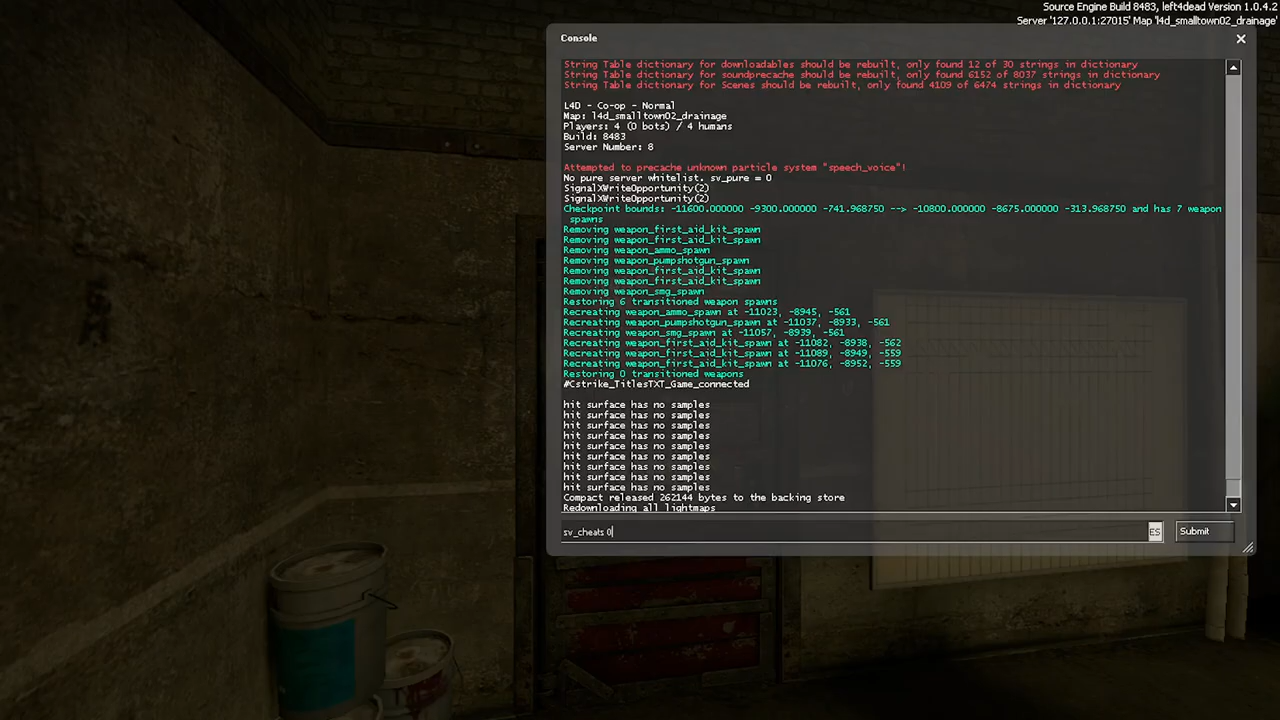 Source Engine Build 8483, left4dead Version 1.0.4.2
Server '127.0.0.1:27015' Map 'l4d_smalltown02_drainage'
Console
String Table dictionary for downloadables should be rebuilt, only found 12 of 30 strings in dictionary
String Table dictionary for soundprecache should be rebuilt, only found 6152 of 8037 strings in dictionary
String Table dictionary for Scenes should be rebuilt, only found 4109 of 6474 strings in dictionary
L4D - Co-op - Normal
Map: l4d_smalltown02_drainage
Players: 4 (0 bots) / 4 humans
Build: 8483
Server Number: 8
Attempted to precache unknown particle system "speech_voice"!
No pure server whitelist. sv_pure = 0
SignalXWriteOpportunity(2)
SignalXWriteOpportunity(2)
Checkpoint bounds: -11600.000000 -9300.000000 -741.968750 --> -10800.000000 -8675.000000 -313.968750 and has 7 weapon
spawns
Removing weapon_first_aid_kit_spawn
Removing weapon_first_aid_kit_spawn
Removing weapon_ammo_spawn
Removing weapon_pumpshotgun_spawn
Removing weapon_first_aid_kit_spawn
Removing weapon_first_aid_kit_spawn
Removing weapon_smg_spawn
Restoring 6 transitioned weapon spawns
Recreating weapon_ammo_spawn at -11023, -8945, -561
Recreating weapon_pumpshotgun_spawn at -11037, -8933, -561
Recreating weapon_smg_spawn at -11057, -8939, -561
Recreating weapon_first_aid_kit_spawn at -11082, -8938, -562
Recreating weapon_first_aid_kit_spawn at -11089, -8949, -559
Recreating weapon_first_aid_kit_spawn at -11076, -8952, -559
Restoring 0 transitioned weapons
#Cstrike_TitlesTXT_Game_connected
hit surface has no samples
hit surface has no samples
hit surface has no samples
hit surface has no samples
hit surface has no samples
hit surface has no samples
hit surface has no samples
hit surface has no samples
hit surface has no samples
Compact released 262144 bytes to the backing store
Redownloading all lightmaps
sv_cheats 0
ES
Submit